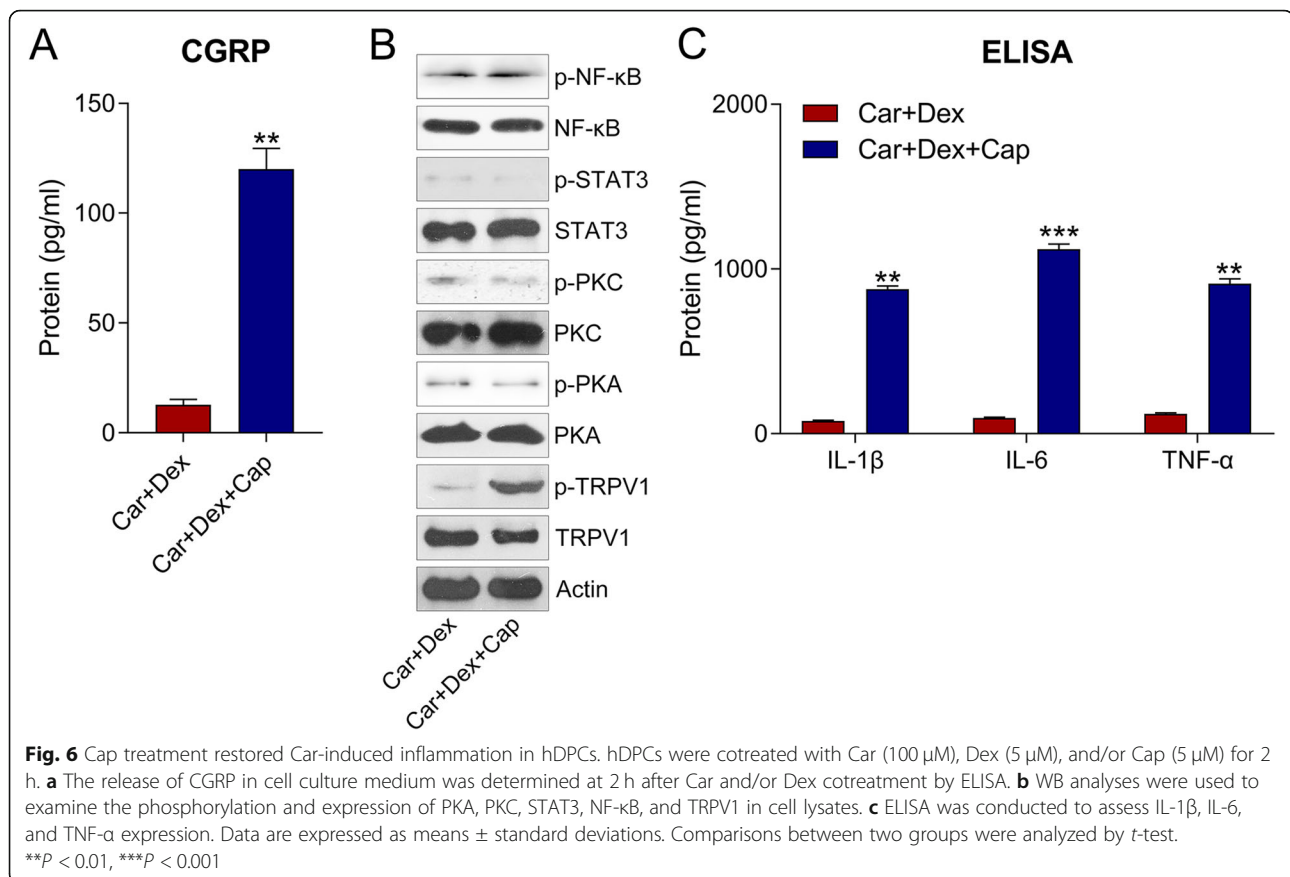 A
CGRP
Protein (pg/ml)
150
100
50
0
**
Car+Dex
Car+Dex+Cap
B
p-NF-κB
NF-κB
p-STAT3
STAT3
p-PKC
PKC
p-PKA
PKA
p-TRPV1
TRPV1
Actin
Car+Dex
Car+Dex+Cap
C
ELISA
Protein (pg/ml)
2000
1000
0
Car+Dex
Car+Dex+Cap
**
***
**
IL-1β
IL-6
TNF-α
Fig. 6 Cap treatment restored Car-induced inflammation in hDPCs. hDPCs were cotreated with Car (100 μM), Dex (5 μM), and/or Cap (5 μM) for 2
h. a The release of CGRP in cell culture medium was determined at 2 h after Car and/or Dex cotreatment by ELISA. b WB analyses were used to
examine the phosphorylation and expression of PKA, PKC, STAT3, NF-κB, and TRPV1 in cell lysates. c ELISA was conducted to assess IL-1β, IL-6,
and TNF-α expression. Data are expressed as means ± standard deviations. Comparisons between two groups were analyzed by t-test.
**P < 0.01, ***P < 0.001